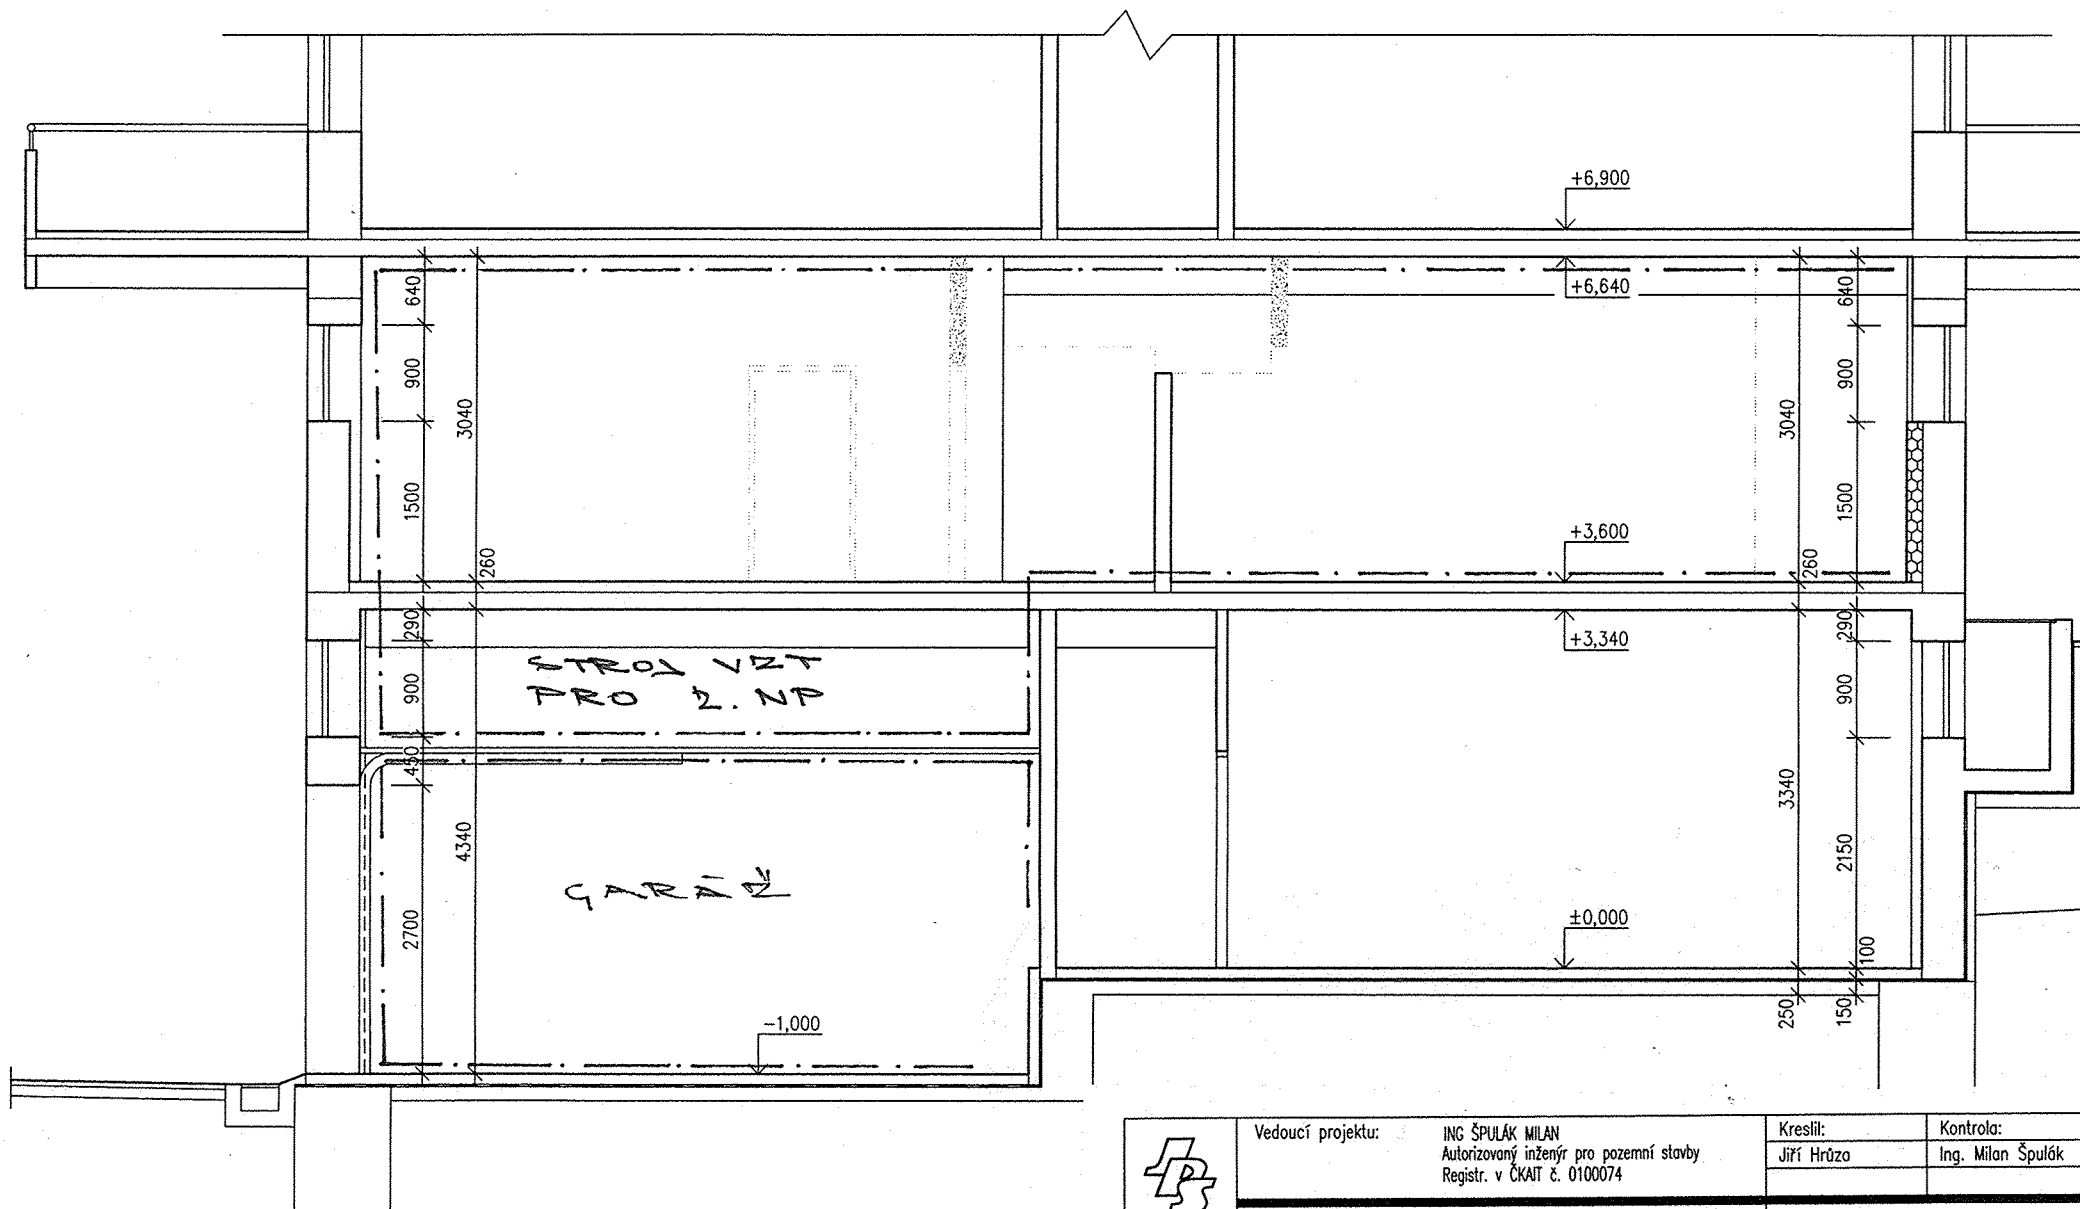 +6,900
+6,640
640
640
900
900
3040
3040
1500
1500
+3,600
260
260
290
290
+3,340
STROJ VZT
PRO 2. NP
900
900
450
3340
4340
2150
GARÁŽ
2700
±0,000
100
-1,000
250
150
Vedoucí projektu:
ING ŠPULÁK MILAN
Autorizovaný inženýr pro pozemní stavby
Registr. v ČKAIT č. 0100074
Kreslil:
Jiří Hrůza
Kontrola:
Ing. Milan Špulák
JPS